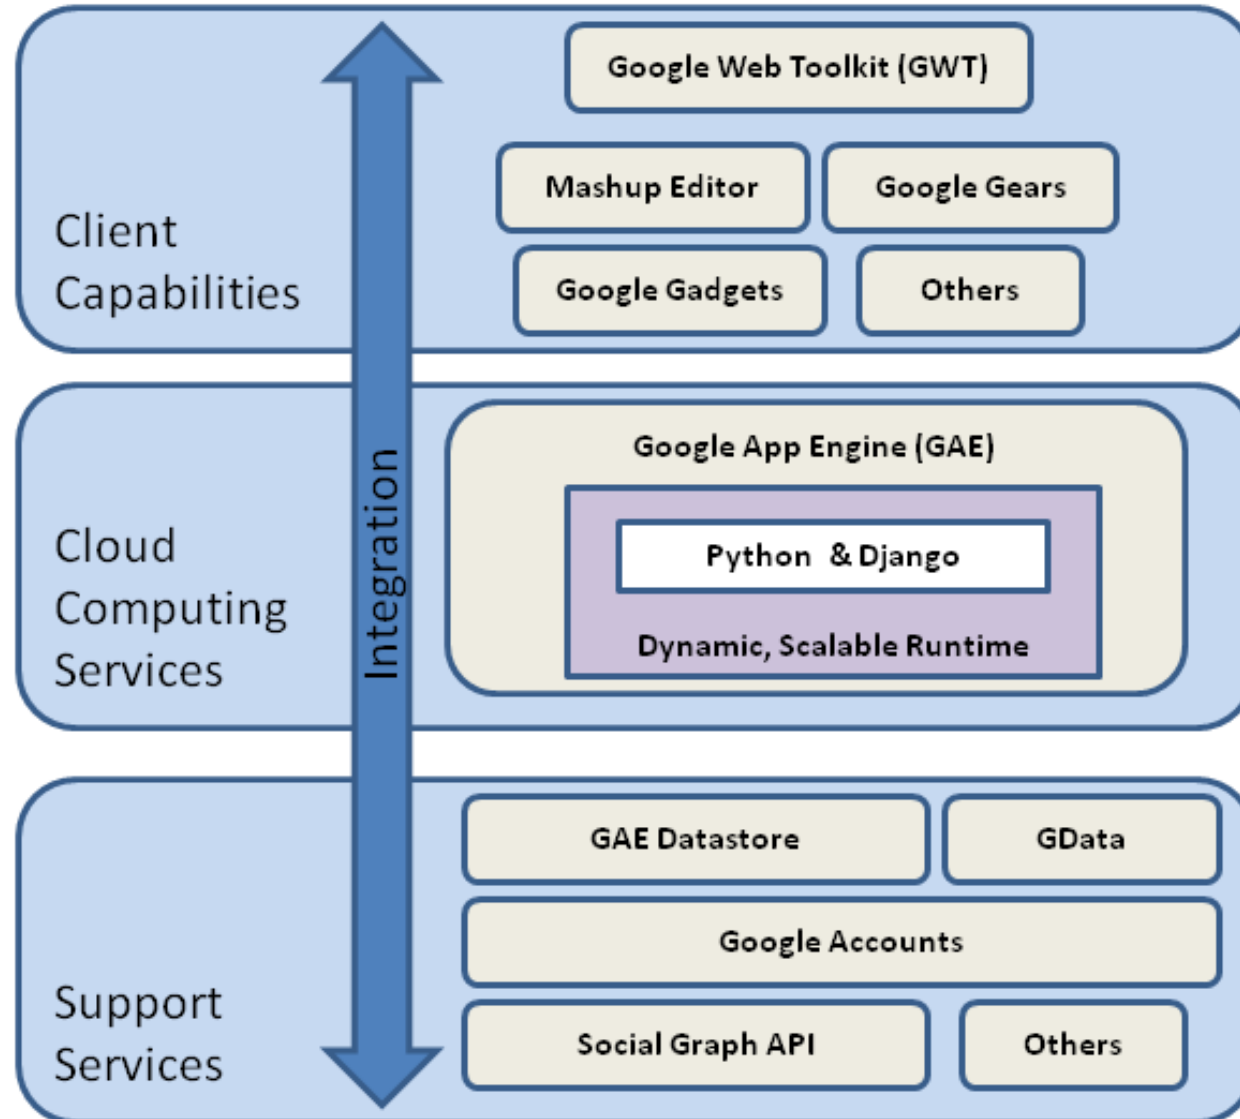 Google Web Toolkit (GWT)
Mashup Editor
Google Gears
Client
Capabilities
Google Gadgets
Others
Google App Engine (GAE)
Cloud
Computing
Services
Integration
Python & Django
Dynamic, Scalable Runtime
GAE Datastore
GData
Google Accounts
Support
Services
Social Graph API
Others